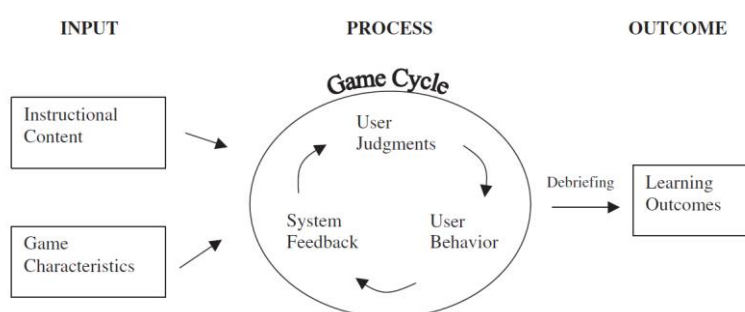 INPUT
PROCESS
OUTCOME
Game Cycle
Instructional
Content
User
Judgments
Debriefing
Learning
Outcomes
System
Feedback
User
Behavior
Game
Characteristics